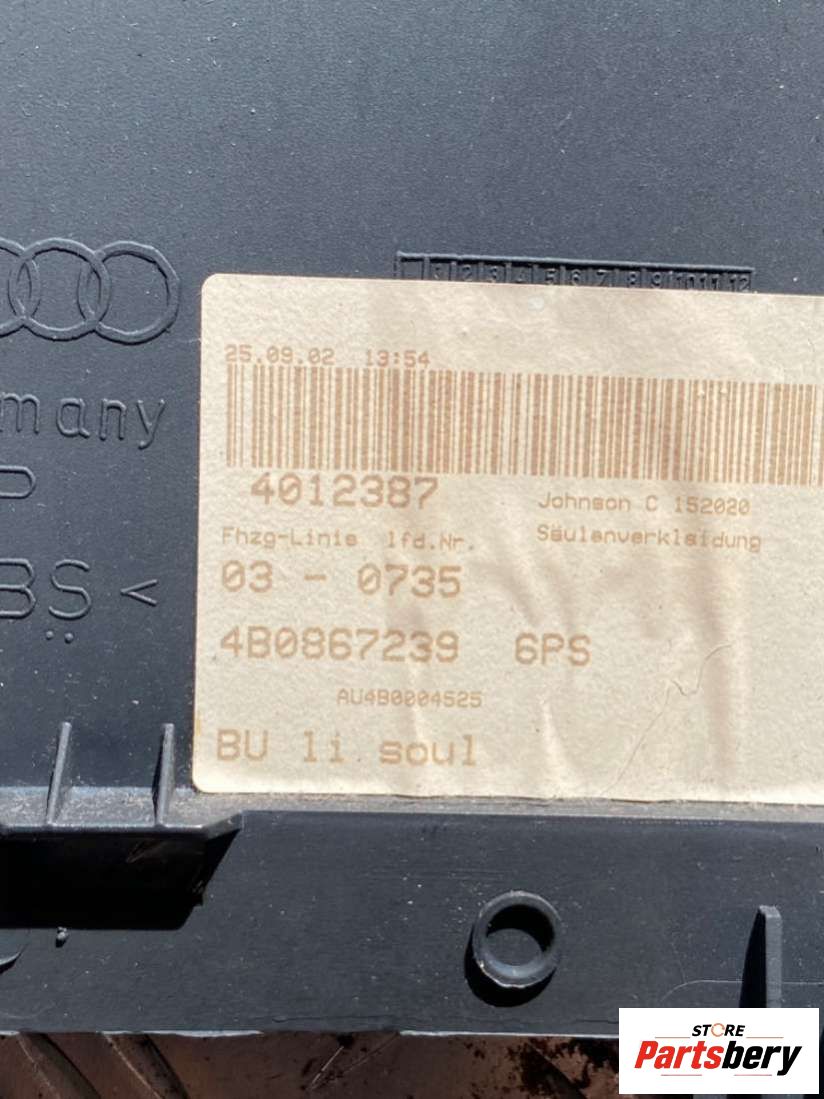 1 2 3 4 5 6 7 8 9 10 11 12
25.09.02 13:54
many
4012387 Johnson C 152020
Fhzg-Linie lfd.Nr. Säulenverkleidung
BS <
03 - 0735
4B0867239 6PS
AU4B0004525
BU li soul
STORE
Partsbery